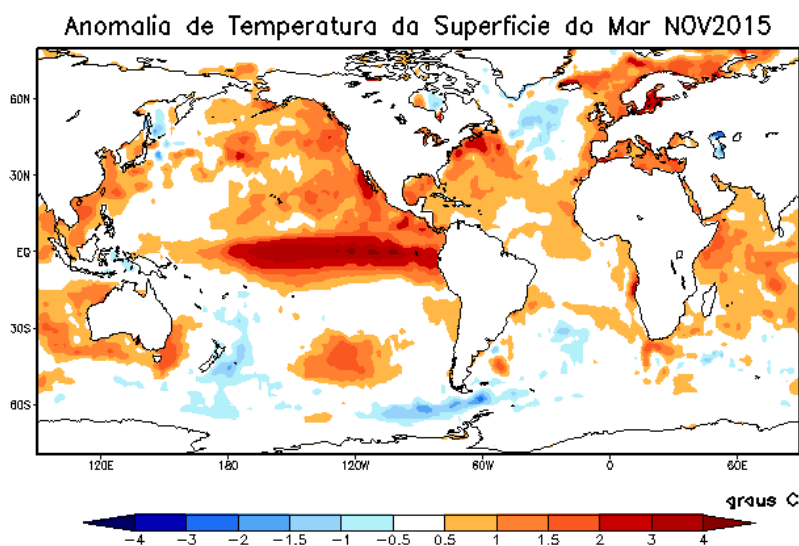 Anomalia de Temperatura da Superfície do Mar NOV2015
60N
30N
EQ
30S
60S
120E 180 120W 60W 0 60E
graus C
-4 -3 -2 -1.5 -1 -0.5 0.5 1 1.5 2 3 4